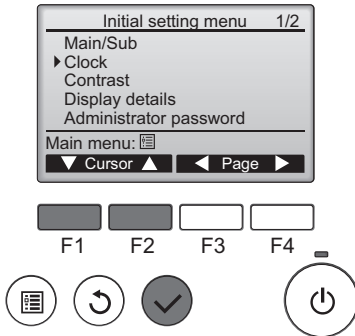 Initial setting menu 1/2
Main/Sub
Clock
Contrast
Display details
Administrator password
Main menu:
Cursor Page
F1 F2 F3 F4